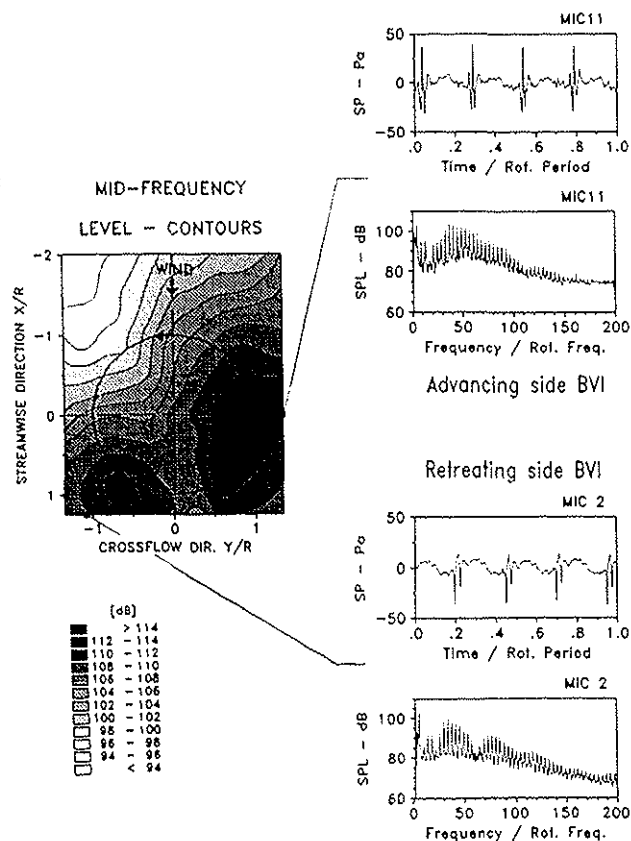 MID-FREQUENCY
LEVEL - CONTOURS
WIND
STREAMWISE DIRECTION X/R
-2
-1
0
1
-1 0 1
CROSSFLOW DIR. Y/R
[dB]
> 114
112 - 114
110 - 112
108 - 110
106 - 108
104 - 106
102 - 104
100 - 102
98 - 100
96 - 98
94 - 96
< 94
MIC11
SP - Pa
50
0
-50
.0 .2 .4 .6 .8 1.0
Time / Rot. Period
MIC11
SPL - dB
100
80
60
0 50 100 150 200
Frequency / Rot. Freq.
Advancing side BVI
Retreating side BVI
MIC 2
SP - Pa
50
0
-50
.0 .2 .4 .6 .8 1.0
Time / Rot. Period
MIC 2
SPL - dB
100
80
60
0 50 100 150 200
Frequency / Rot. Freq.